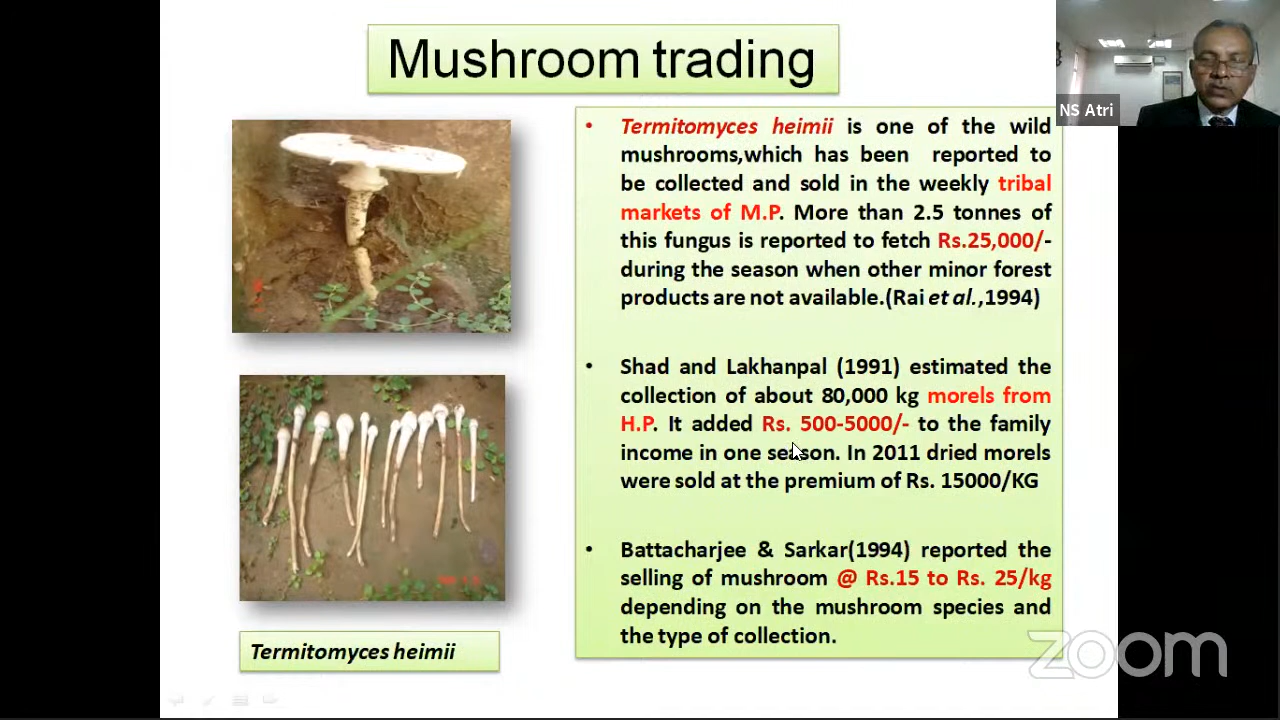 Mushroom trading
NS Atri
• Termitomyces heimii is one of the wild
mushrooms,which has been reported to
be collected and sold in the weekly tribal
markets of M.P. More than 2.5 tonnes of
this fungus is reported to fetch Rs.25,000/-
during the season when other minor forest
products are not available.(Rai et al.,1994)
• Shad and Lakhanpal (1991) estimated the
collection of about 80,000 kg morels from
H.P. It added Rs. 500-5000/- to the family
income in one season. In 2011 dried morels
were sold at the premium of Rs. 15000/KG
• Battacharjee & Sarkar(1994) reported the
selling of mushroom @ Rs.15 to Rs. 25/kg
depending on the mushroom species and
the type of collection.
Termitomyces heimii
zoom